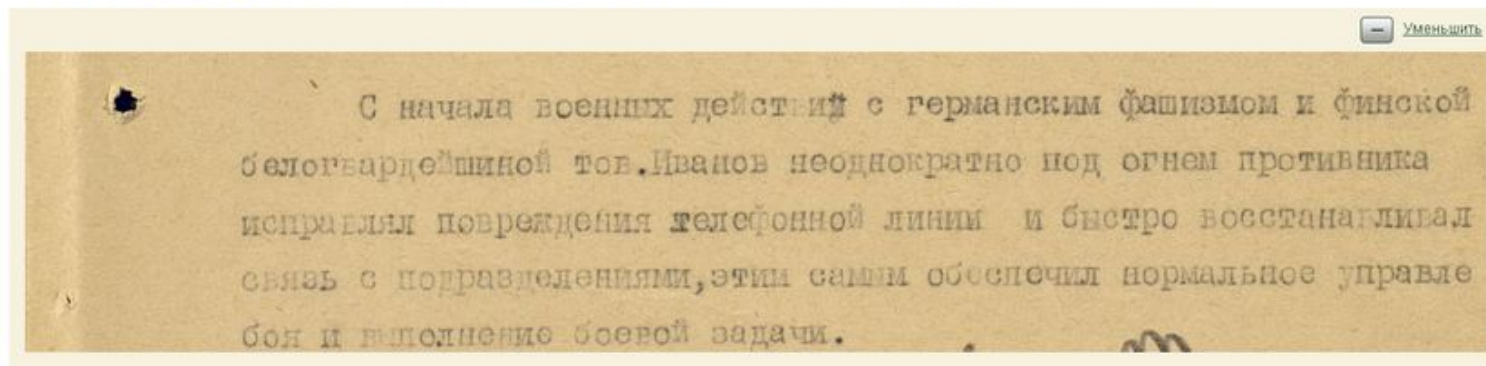 Уменьшить
С начала военных действий с германским фашизмом и финской
белогвардейщиной тов.Иванов неоднократно под огнем противника
исправлял повреждения телефонной линии и быстро восстанавливал
связь с подразделениями,этим самым обеспечил нормальное управле
боя и выполнение боевой задачи.